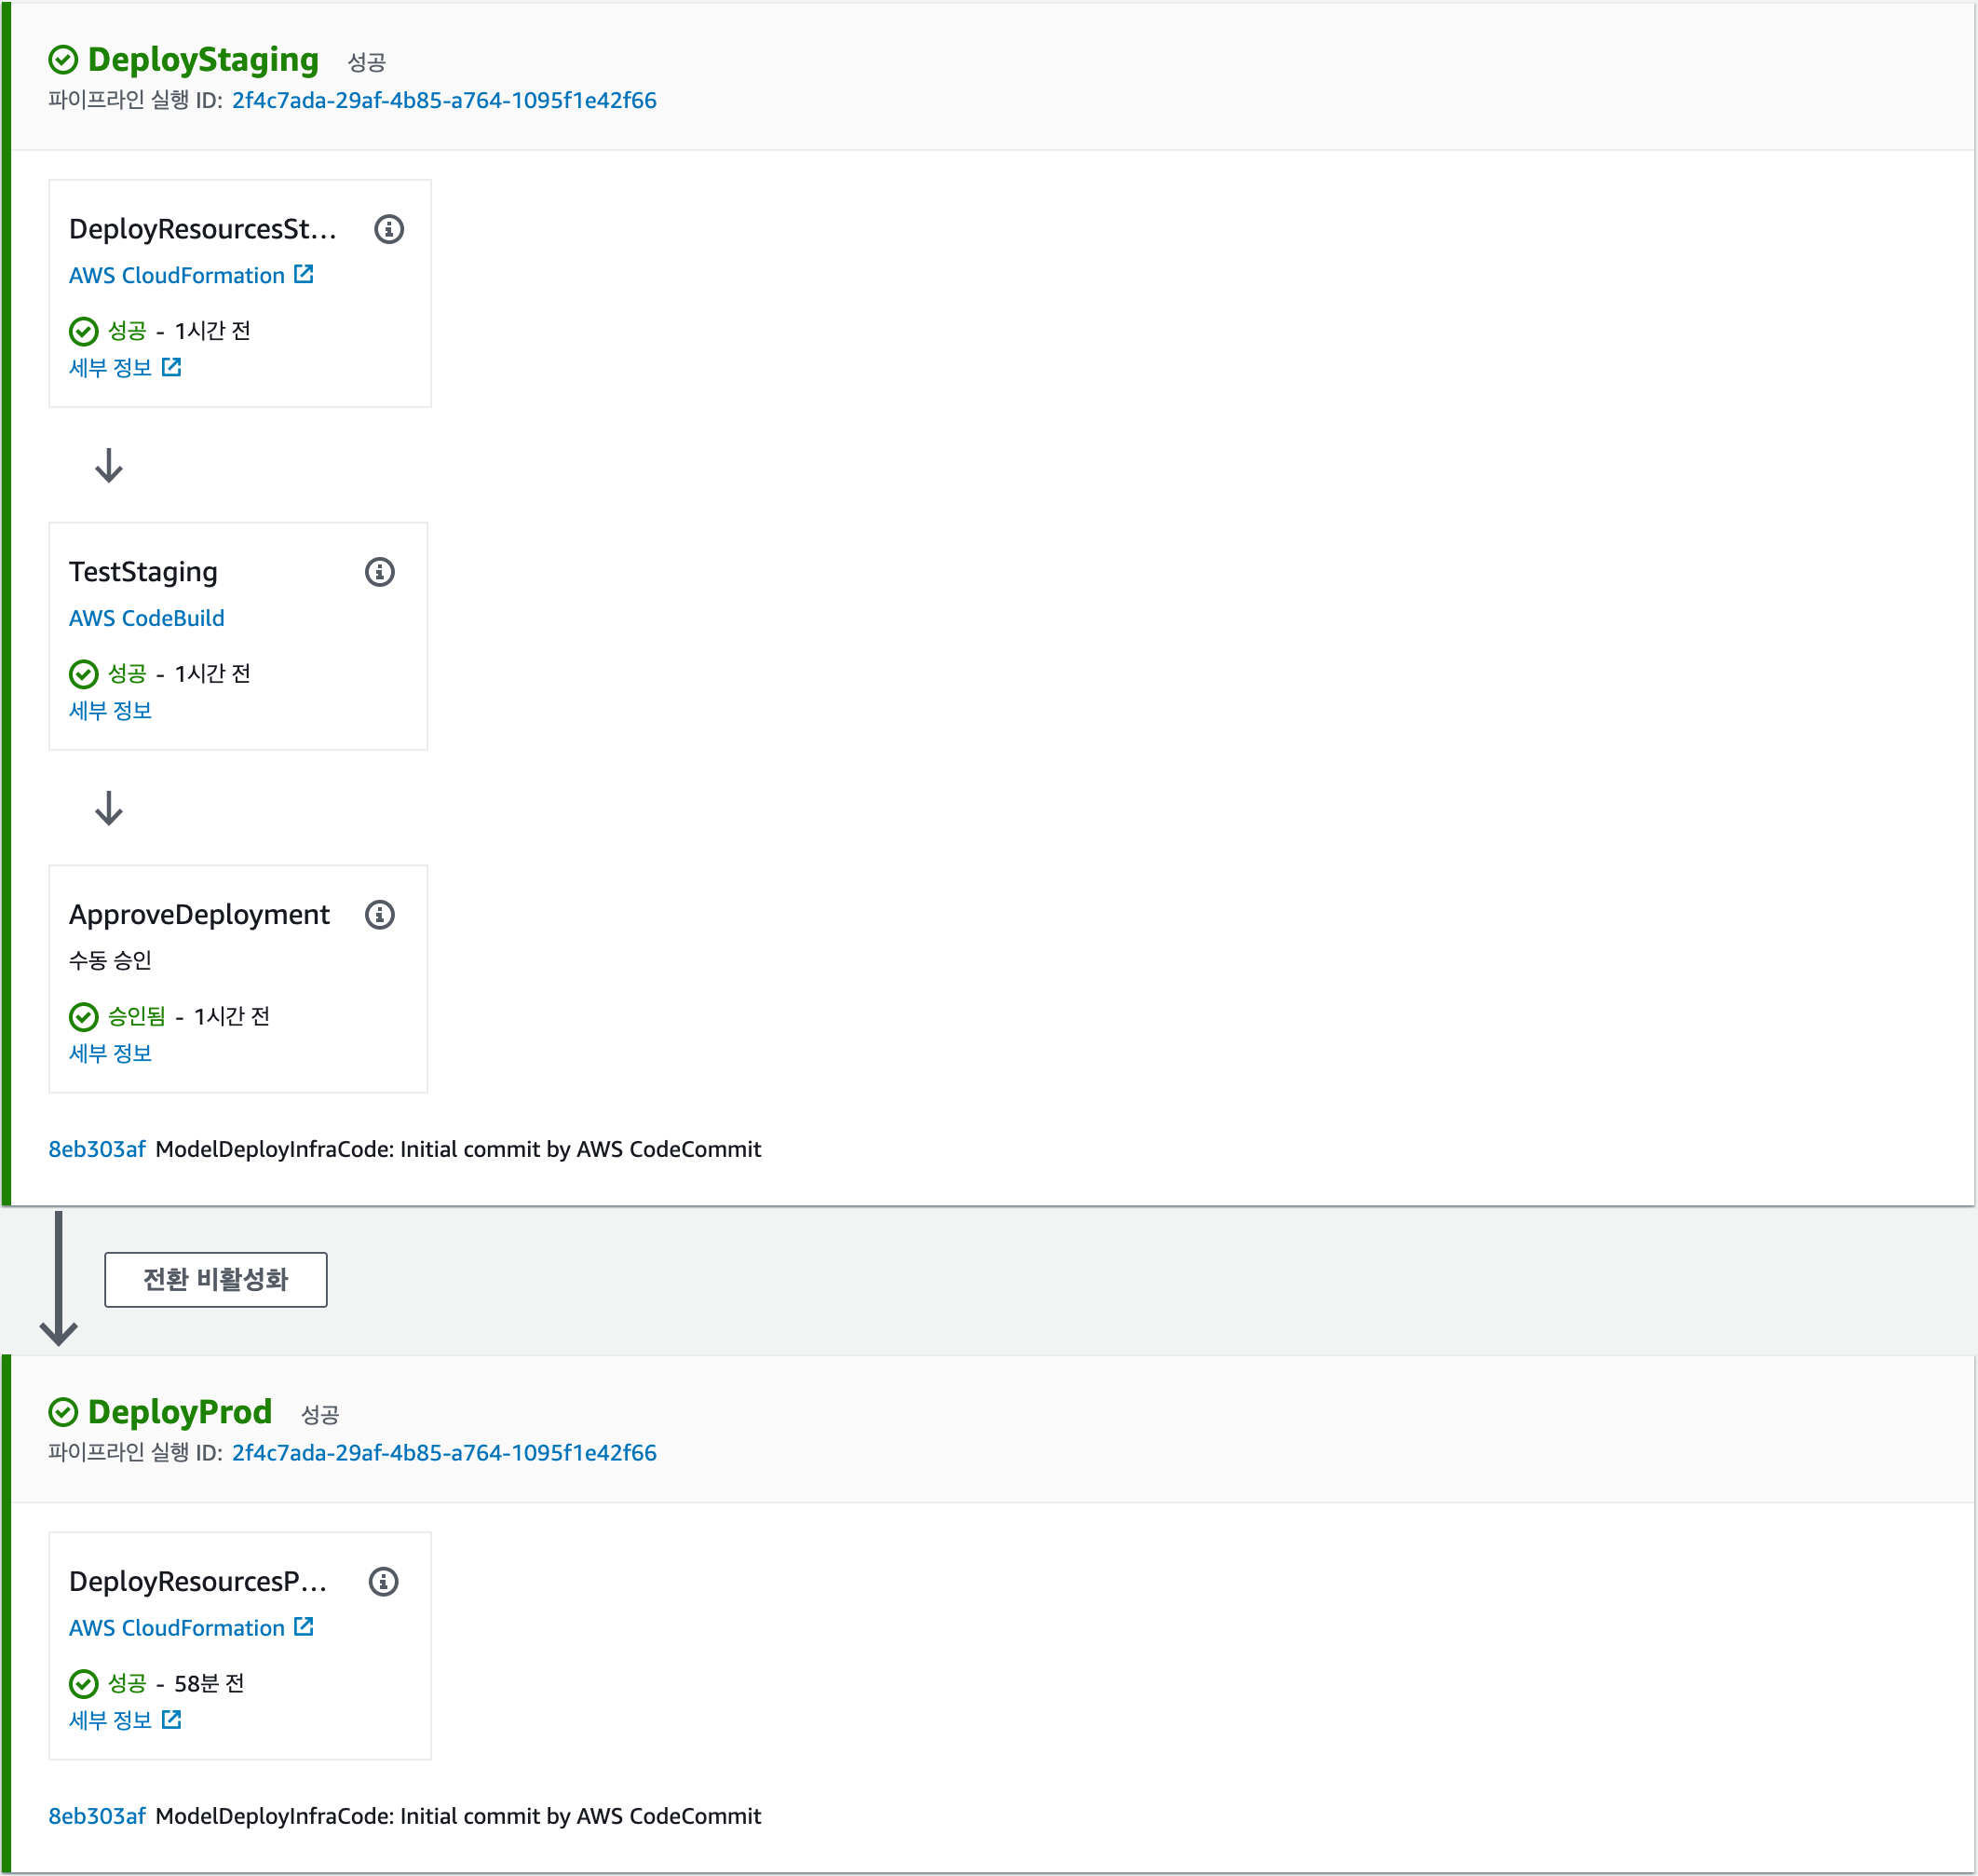 DeployStaging 성공
파이프라인 실행 ID: 2f4c7ada-29af-4b85-a764-1095f1e42f66
DeployResourcesSt...
AWS CloudFormation
성공 - 1시간 전
세부 정보
TestStaging
AWS CodeBuild
성공 - 1시간 전
세부 정보
ApproveDeployment
수동 승인
승인됨 - 1시간 전
세부 정보
8eb303af ModelDeployInfraCode: Initial commit by AWS CodeCommit
전환 비활성화
DeployProd 성공
파이프라인 실행 ID: 2f4c7ada-29af-4b85-a764-1095f1e42f66
DeployResourcesP...
AWS CloudFormation
성공 - 58분 전
세부 정보
8eb303af ModelDeployInfraCode: Initial commit by AWS CodeCommit